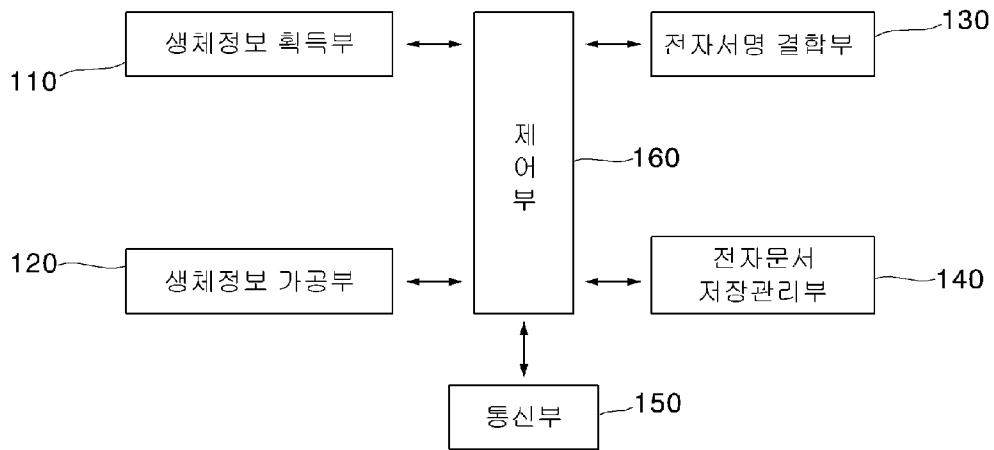 생체정보 획득부
110
전자서명 결합부
130
제
어
부
160
생체정보 가공부
120
전자문서
저장관리부
140
통신부
150